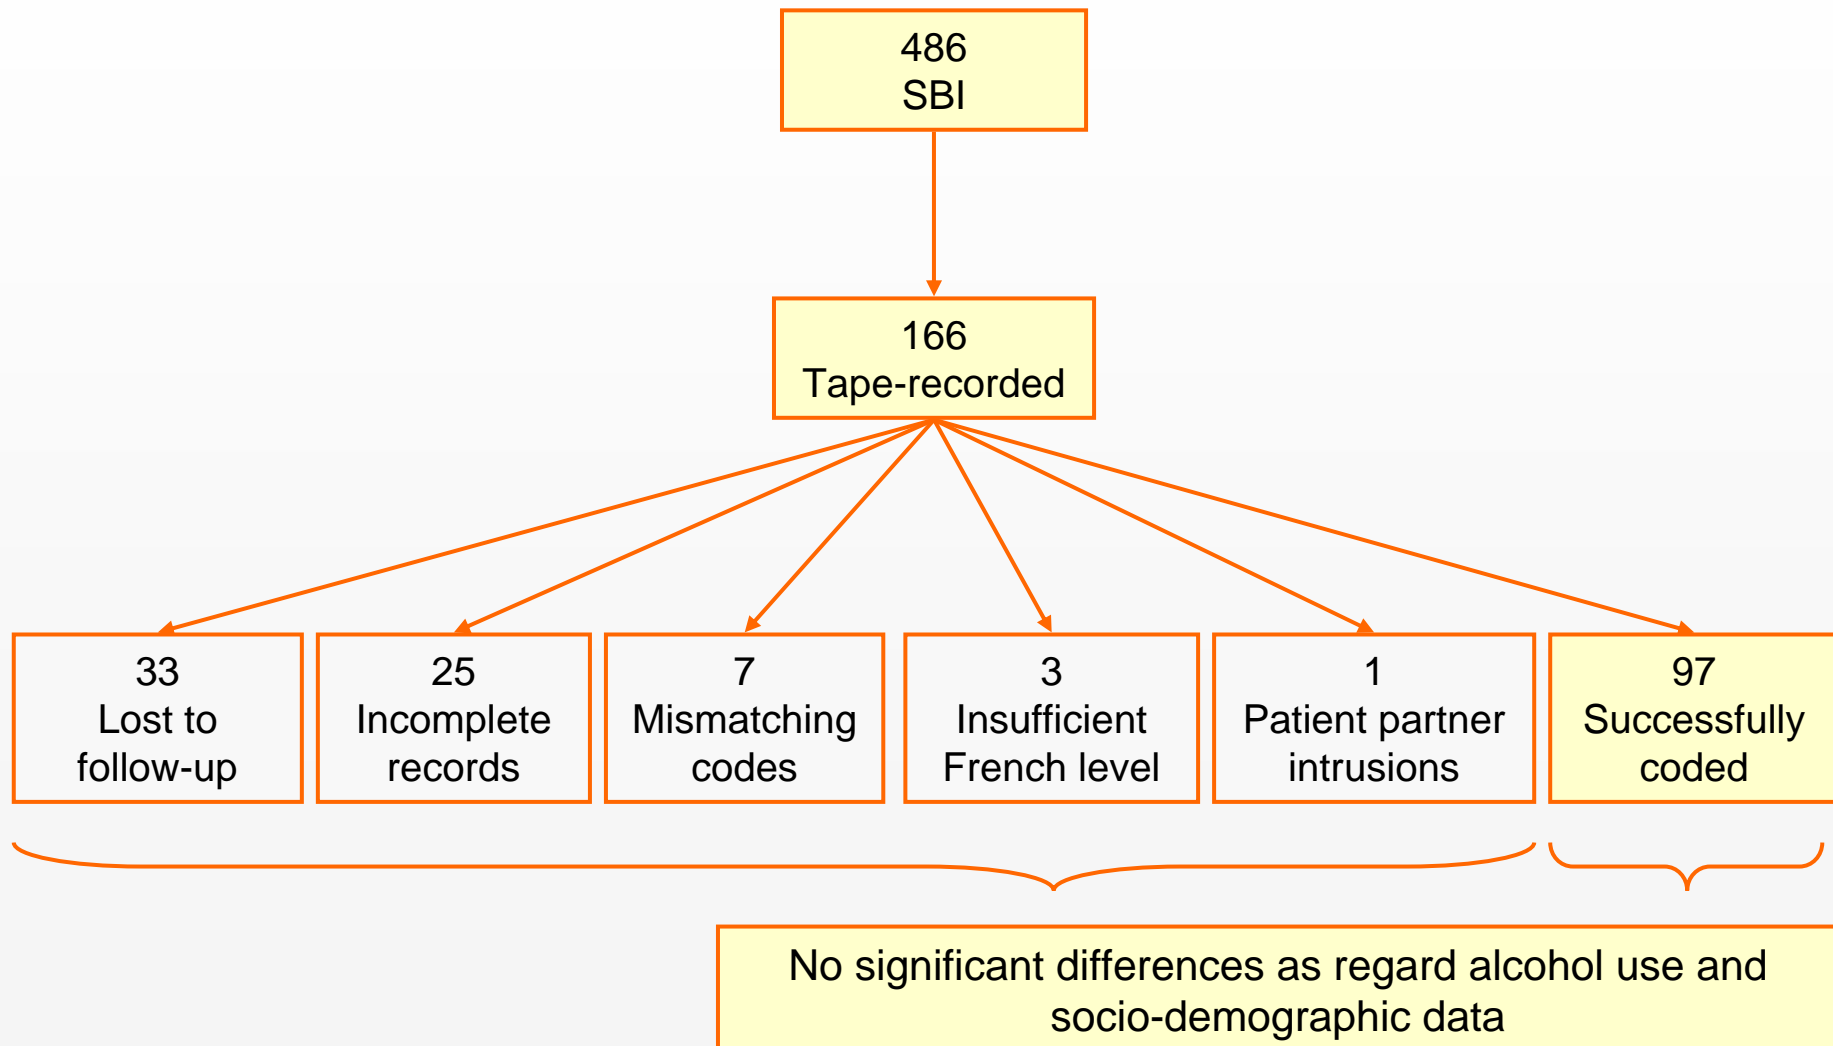 486
SBI
166
Tape-recorded
33
Lost to
follow-up
25
Incomplete
records
7
Mismatching
codes
3
Insufficient
French level
1
Patient partner
intrusions
97
Successfully
coded
No significant differences as regard alcohol use and
socio-demographic data